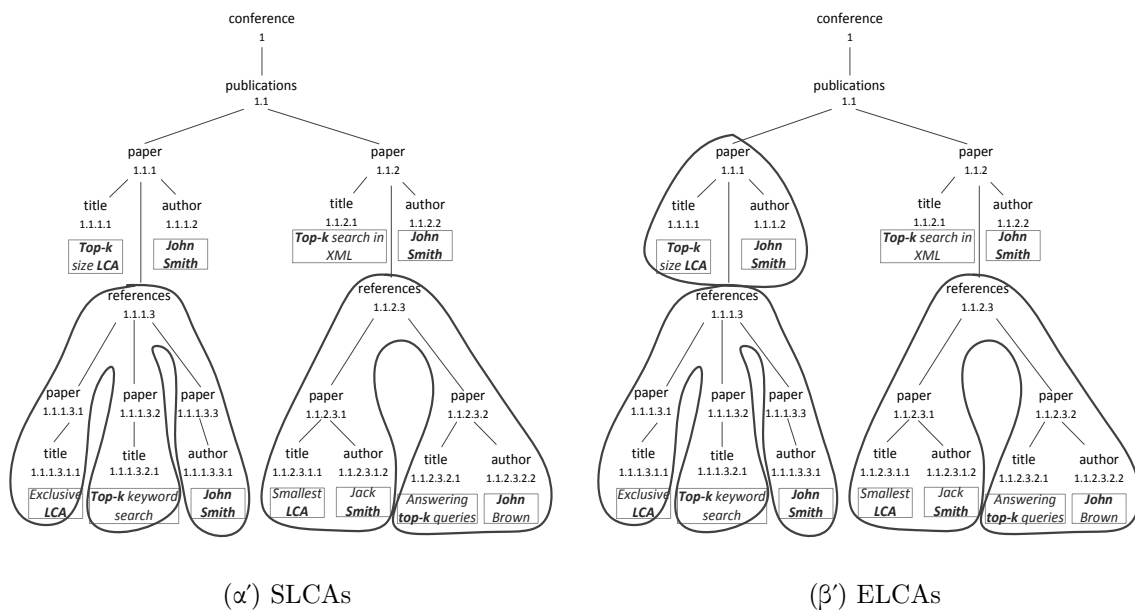 conference
1
publications
1.1
paper
1.1.1
paper
1.1.2
title
1.1.1.1
author
1.1.1.2
title
1.1.2.1
author
1.1.2.2
Top-k
size LCA
John
Smith
Top-k search in
XML
John
Smith
references
1.1.1.3
references
1.1.2.3
paper
1.1.1.3.1
paper
1.1.1.3.2
paper
1.1.1.3.3
paper
1.1.2.3.1
paper
1.1.2.3.2
title
1.1.1.3.1.1
title
1.1.1.3.2.1
author
1.1.1.3.3.1
title
1.1.2.3.1.1
author
1.1.2.3.1.2
title
1.1.2.3.2.1
author
1.1.2.3.2.2
Exclusive
LCA
Top-k keyword
search
John
Smith
Smallest
LCA
Jack
Smith
Answering
top-k queries
John
Brown
(α′) SLCAs
conference
1
publications
1.1
paper
1.1.1
paper
1.1.2
title
1.1.1.1
author
1.1.1.2
title
1.1.2.1
author
1.1.2.2
Top-k
size LCA
John
Smith
Top-k search in
XML
John
Smith
references
1.1.1.3
references
1.1.2.3
paper
1.1.1.3.1
paper
1.1.1.3.2
paper
1.1.1.3.3
paper
1.1.2.3.1
paper
1.1.2.3.2
title
1.1.1.3.1.1
title
1.1.1.3.2.1
author
1.1.1.3.3.1
title
1.1.2.3.1.1
author
1.1.2.3.1.2
title
1.1.2.3.2.1
author
1.1.2.3.2.2
Exclusive
LCA
Top-k keyword
search
John
Smith
Smallest
LCA
Jack
Smith
Answering
top-k queries
John
Brown
(β′) ELCAs